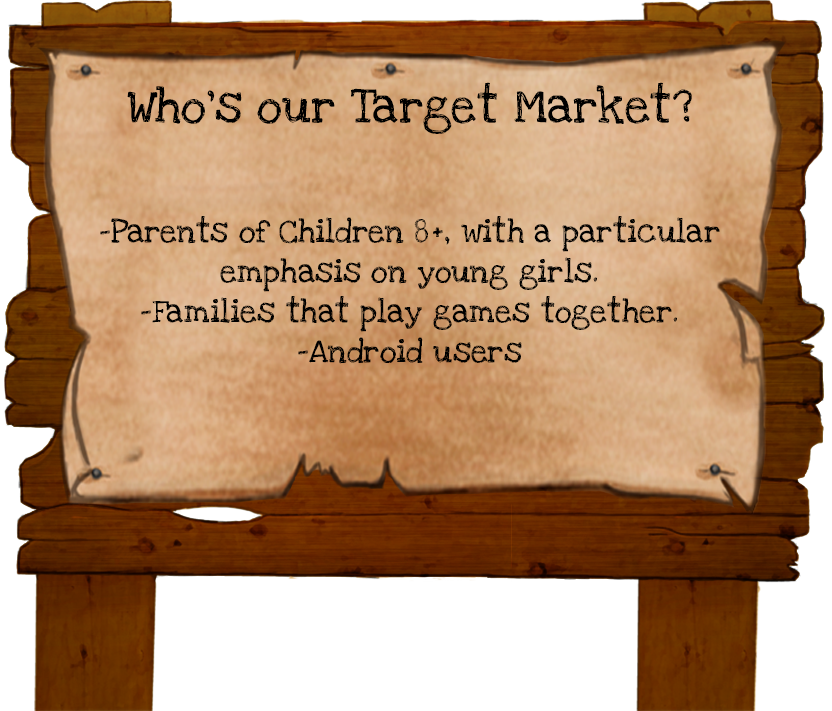 Who's our Target Market?
-Parents of Children 8+, with a particular
emphasis on young girls.
-Families that play games together.
-Android users